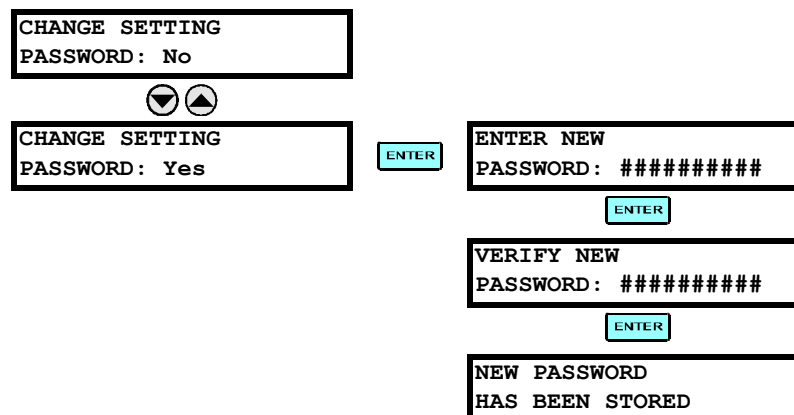 CHANGE SETTING
PASSWORD: No
CHANGE SETTING
PASSWORD: Yes
ENTER
ENTER NEW
PASSWORD: ##########
ENTER
VERIFY NEW
PASSWORD: ##########
ENTER
NEW PASSWORD
HAS BEEN STORED